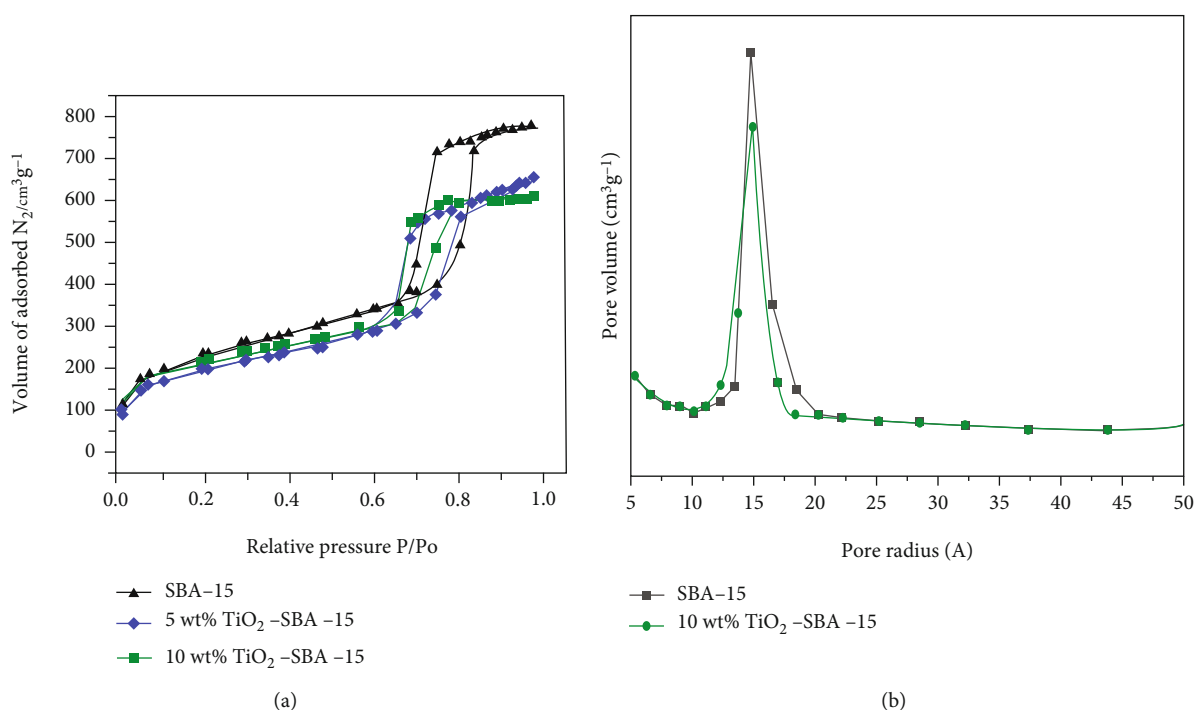 Volume of adsorbed N₂/cm³g⁻¹
800
700
600
500
400
300
200
100
0
0.0 0.2 0.4 0.6 0.8 1.0
Relative pressure P/Po
SBA–15
5 wt% TiO₂ –SBA –15
10 wt% TiO₂ –SBA –15
(a)
Pore volume (cm³g⁻¹)
5 10 15 20 25 30 35 40 45 50
Pore radius (A)
SBA–15
10 wt% TiO₂ –SBA –15
(b)